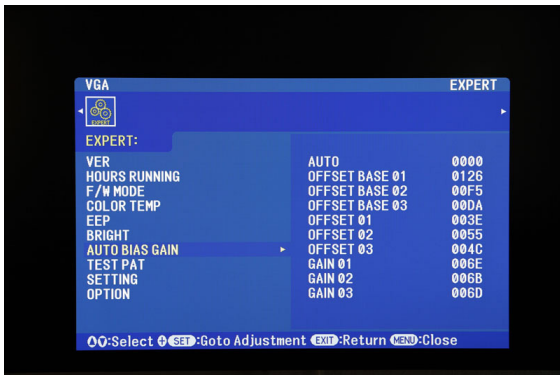 VGA EXPERT
EXPERT
EXPERT:
VER AUTO 0000
HOURS RUNNING OFFSET BASE 01 0126
F/W MODE OFFSET BASE 02 00F5
COLOR TEMP OFFSET BASE 03 00DA
EEP OFFSET 01 003E
BRIGHT OFFSET 02 0055
AUTO BIAS GAIN OFFSET 03 004C
TEST PAT GAIN 01 006E
SETTING GAIN 02 006B
OPTION GAIN 03 006D
:Select SET :Goto Adjustment EXIT :Return MENU :Close